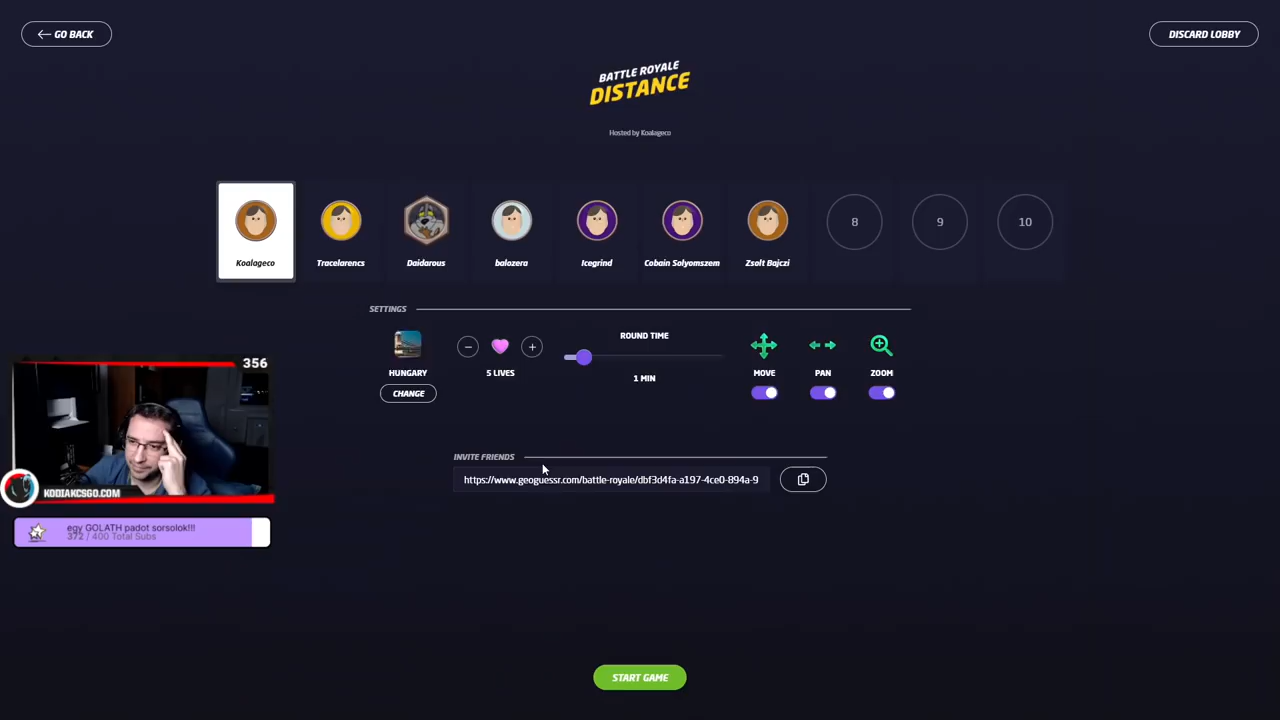 GO BACK
DISCARD LOBBY
BATTLE ROYALE
DISTANCE
Hosted by Koalageco
8
9
10
Koalageco
Tracelarencs
Daidarous
balozera
Icegrind
Cobain Solyomszem
Zsolt Bajczi
SETTINGS
ROUND TIME
HUNGARY
5 LIVES
1 MIN
MOVE
PAN
ZOOM
CHANGE
356
KODIAKCSGO.COM
INVITE FRIENDS
https://www.geoguessr.com/battle-royale/dbf3d4fa-a197-4ce0-894a-9
egy GOLATH padot sorsolok!!!
372 / 400 Total Subs
START GAME